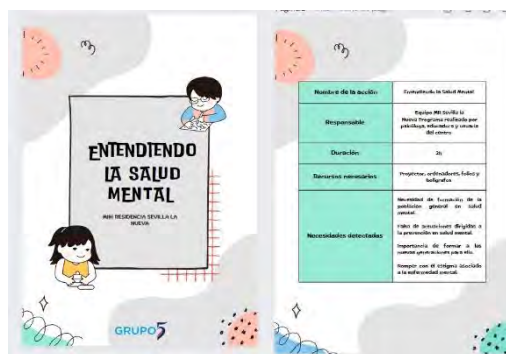 ENTENDIENDO
LA SALUD
MENTAL
MINI RESIDENCIA SEVILLA LA
NUEVA
GRUPO5
Nombre de la acción
Entendiendo la Salud Mental
Responsable
Equipo MR Sevilla la
Nueva Programa realizado por
psicóloga, educadora y usuaria
del centro
Duración
2h
Recursos necesarios
Proyector, ordenadores, folios y
bolígrafos
Necesidades detectadas
Necesidad de formación de la
población general en salud
mental.
Falta de actuaciones dirigidas a
la prevención en salud mental.
Importancia de formar a las
nuevas generaciones para ello.
Romper con el estigma asociado
a la enfermedad mental.